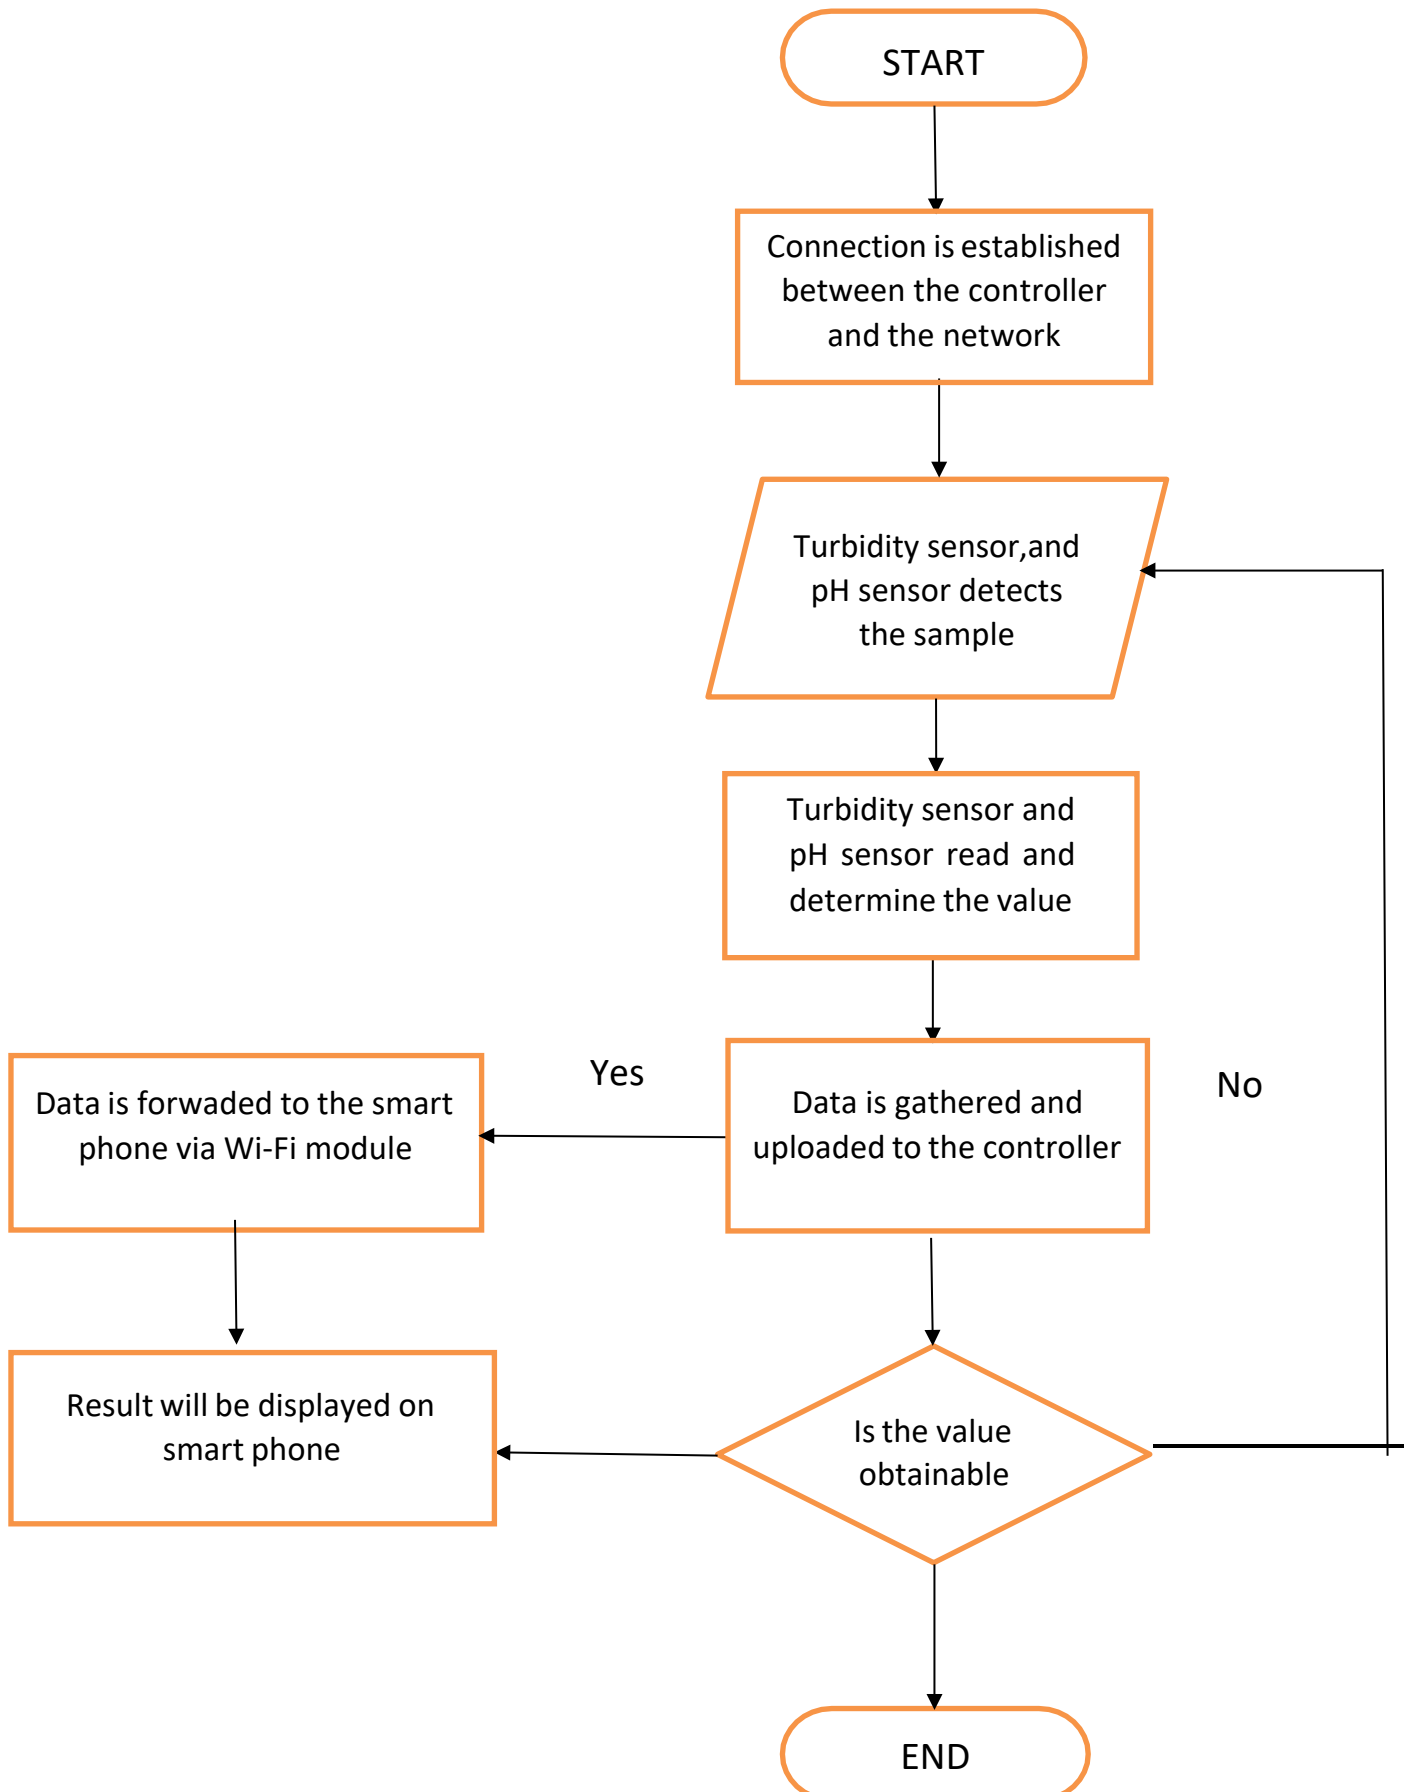 START
Connection is established
between the controller
and the network
Turbidity sensor,and
pH sensor detects
the sample
Turbidity sensor and
pH sensor read and
determine the value
Yes
No
Data is forwaded to the smart
phone via Wi-Fi module
Data is gathered and
uploaded to the controller
Result will be displayed on
smart phone
Is the value
obtainable
END